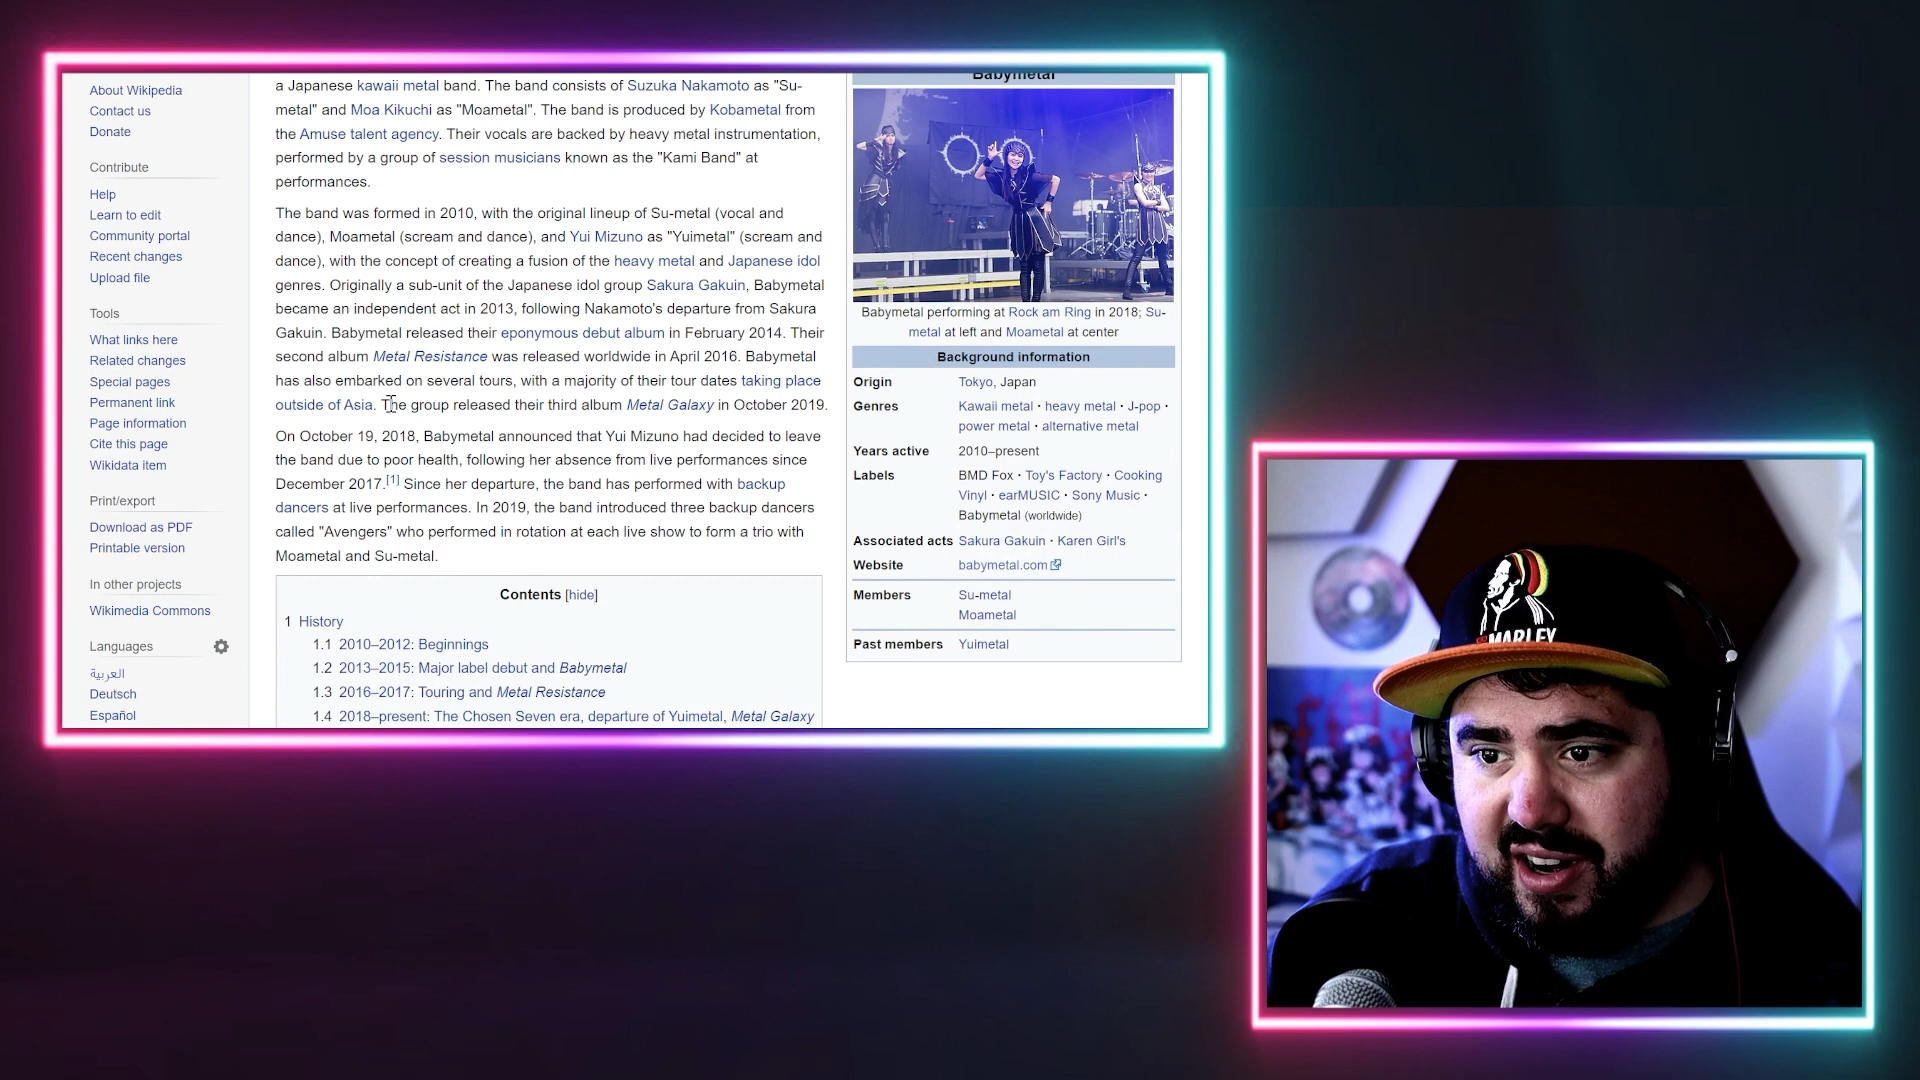 About Wikipedia
Contact us
Donate
Contribute
Help
Learn to edit
Community portal
Recent changes
Upload file
Tools
What links here
Related changes
Special pages
Permanent link
Page information
Cite this page
Wikidata item
Print/export
Download as PDF
Printable version
In other projects
Wikimedia Commons
Languages
العربية
Deutsch
Español
a Japanese kawaii metal band. The band consists of Suzuka Nakamoto as "Su-
metal" and Moa Kikuchi as "Moametal". The band is produced by Kobametal from
the Amuse talent agency. Their vocals are backed by heavy metal instrumentation,
performed by a group of session musicians known as the "Kami Band" at
performances.
The band was formed in 2010, with the original lineup of Su-metal (vocal and
dance), Moametal (scream and dance), and Yui Mizuno as "Yuimetal" (scream and
dance), with the concept of creating a fusion of the heavy metal and Japanese idol
genres. Originally a sub-unit of the Japanese idol group Sakura Gakuin, Babymetal
became an independent act in 2013, following Nakamoto's departure from Sakura
Gakuin. Babymetal released their eponymous debut album in February 2014. Their
second album Metal Resistance was released worldwide in April 2016. Babymetal
has also embarked on several tours, with a majority of their tour dates taking place
outside of Asia. The group released their third album Metal Galaxy in October 2019.
On October 19, 2018, Babymetal announced that Yui Mizuno had decided to leave
the band due to poor health, following her absence from live performances since
December 2017.[1] Since her departure, the band has performed with backup
dancers at live performances. In 2019, the band introduced three backup dancers
called "Avengers" who performed in rotation at each live show to form a trio with
Moametal and Su-metal.
Contents [hide]
1 History
1.1 2010–2012: Beginnings
1.2 2013–2015: Major label debut and Babymetal
1.3 2016–2017: Touring and Metal Resistance
1.4 2018–present: The Chosen Seven era, departure of Yuimetal, Metal Galaxy
Babymetal
Babymetal performing at Rock am Ring in 2018; Su-
metal at left and Moametal at center
Background information
Origin Tokyo, Japan
Genres Kawaii metal · heavy metal · J-pop ·
power metal · alternative metal
Years active 2010–present
Labels BMD Fox · Toy's Factory · Cooking
Vinyl · earMUSIC · Sony Music ·
Babymetal (worldwide)
Associated acts Sakura Gakuin · Karen Girl's
Website babymetal.com
Members Su-metal
Moametal
Past members Yuimetal
MARLEY